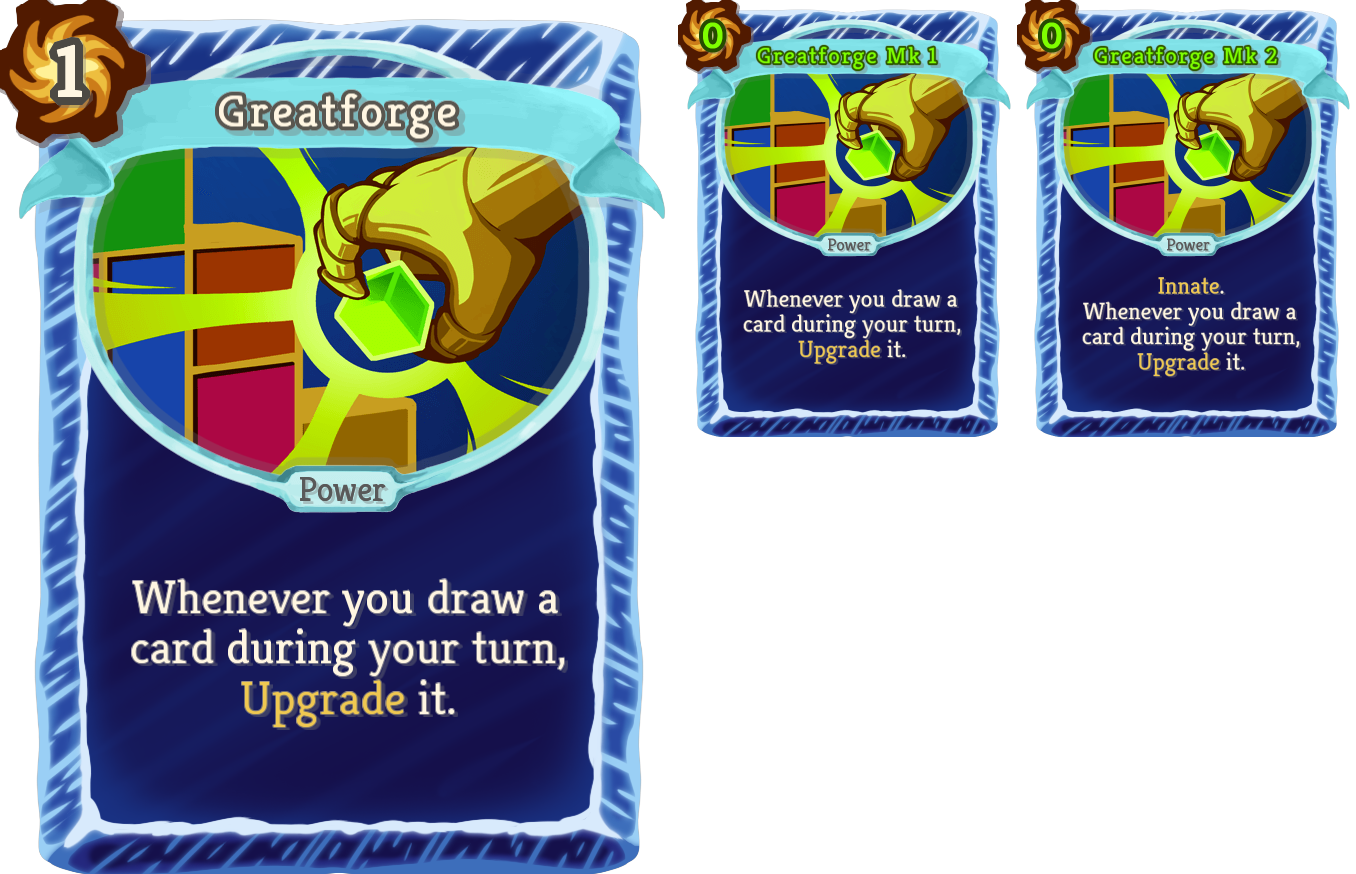 1
Greatforge
Power
Whenever you draw a
card during your turn,
Upgrade it.
0
Greatforge Mk 1
Power
Whenever you draw a
card during your turn,
Upgrade it.
0
Greatforge Mk 2
Power
Innate.
Whenever you draw a
card during your turn,
Upgrade it.